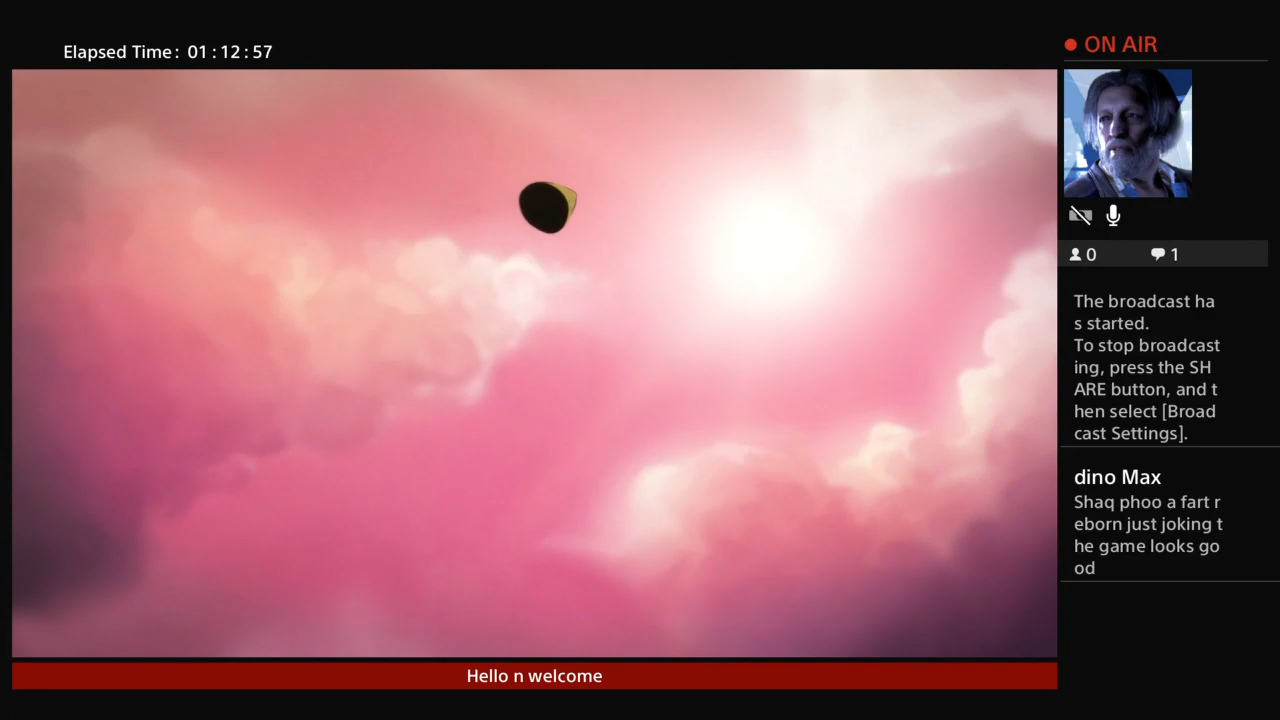 Elapsed Time: 01:12:57
ON AIR
0
1
The broadcast ha
s started.
To stop broadcast
ing, press the SH
ARE button, and t
hen select [Broad
cast Settings].
dino Max
Shaq phoo a fart r
eborn just joking t
he game looks go
od
Hello n welcome